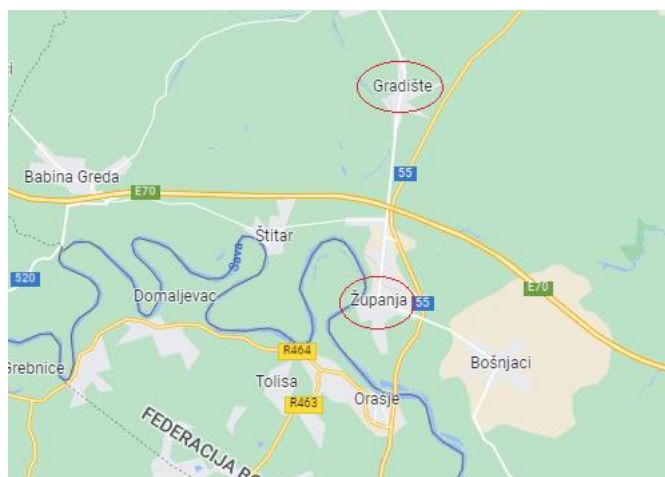 Gradište
55
Babina Greda
E70
Štitar
Sava
520
Domaljevac
Županja
55
E70
R464
Grebnice
Tolisa
Bošnjaci
R463
Orašje
FEDERACIJA BO